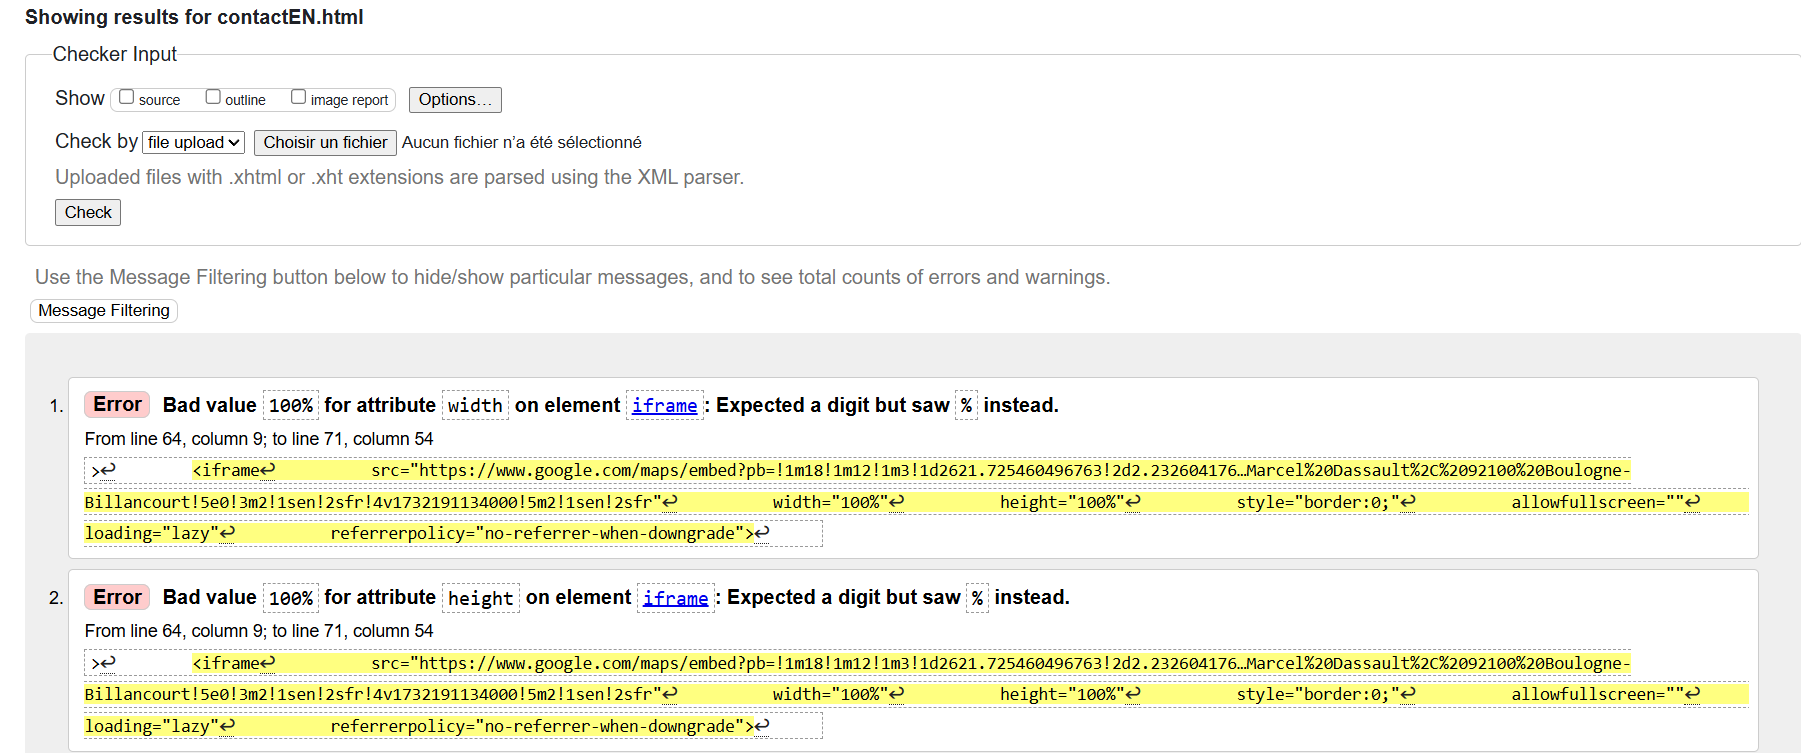 Showing results for contactEN.html
Checker Input
Show source outline image report Options...
Check by file upload Choisir un fichier Aucun fichier n’a été sélectionné
Uploaded files with .xhtml or .xht extensions are parsed using the XML parser.
Check
Use the Message Filtering button below to hide/show particular messages, and to see total counts of errors and warnings.
Message Filtering
1. Error Bad value 100% for attribute width on element iframe: Expected a digit but saw % instead.
From line 64, column 9; to line 71, column 54
>↩ <iframe↩ src="https://www.google.com/maps/embed?pb=!1m18!1m12!1m3!1d2621.725460496763!2d2.232604176…Marcel%20Dassault%2C%2092100%20Boulogne-
Billancourt!5e0!3m2!1sen!2sfr!4v1732191134000!5m2!1sen!2sfr"↩ width="100%"↩ height="100%"↩ style="border:0;"↩ allowfullscreen=""↩
loading="lazy"↩ referrerpolicy="no-referrer-when-downgrade">↩
2. Error Bad value 100% for attribute height on element iframe: Expected a digit but saw % instead.
From line 64, column 9; to line 71, column 54
>↩ <iframe↩ src="https://www.google.com/maps/embed?pb=!1m18!1m12!1m3!1d2621.725460496763!2d2.232604176…Marcel%20Dassault%2C%2092100%20Boulogne-
Billancourt!5e0!3m2!1sen!2sfr!4v1732191134000!5m2!1sen!2sfr"↩ width="100%"↩ height="100%"↩ style="border:0;"↩ allowfullscreen=""↩
loading="lazy"↩ referrerpolicy="no-referrer-when-downgrade">↩